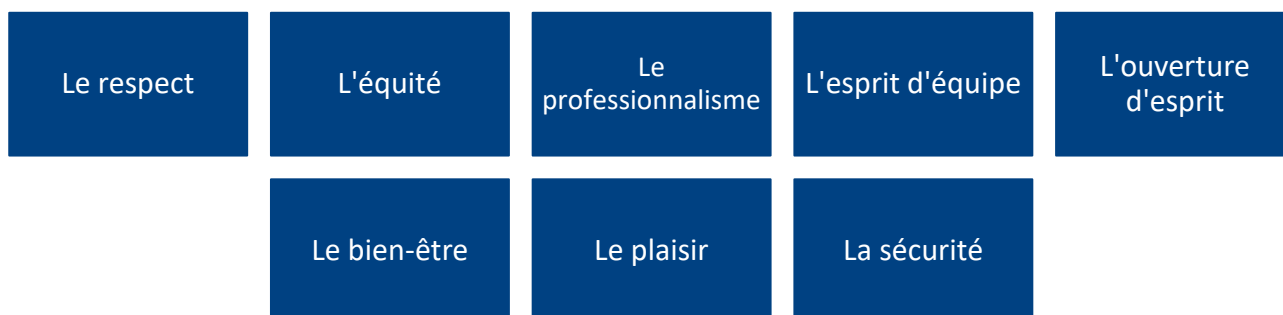 Le respect
L'équité
Le
professionnalisme
L'esprit d'équipe
L'ouverture
d'esprit
Le bien-être
Le plaisir
La sécurité